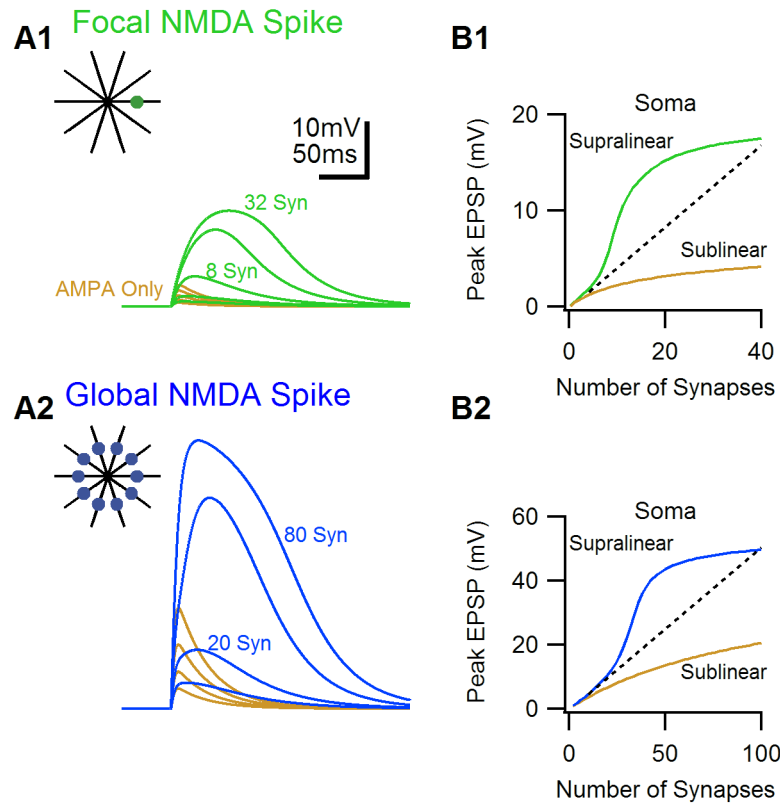 A1 Focal NMDA Spike
10mV
50ms
32 Syn
8 Syn
AMPA Only
B1
Soma
Supralinear
Sublinear
20
10
0
Peak EPSP (mV)
0 20 40
Number of Synapses
A2 Global NMDA Spike
80 Syn
20 Syn
B2
Soma
Supralinear
Sublinear
60
40
20
0
Peak EPSP (mV)
0 50 100
Number of Synapses